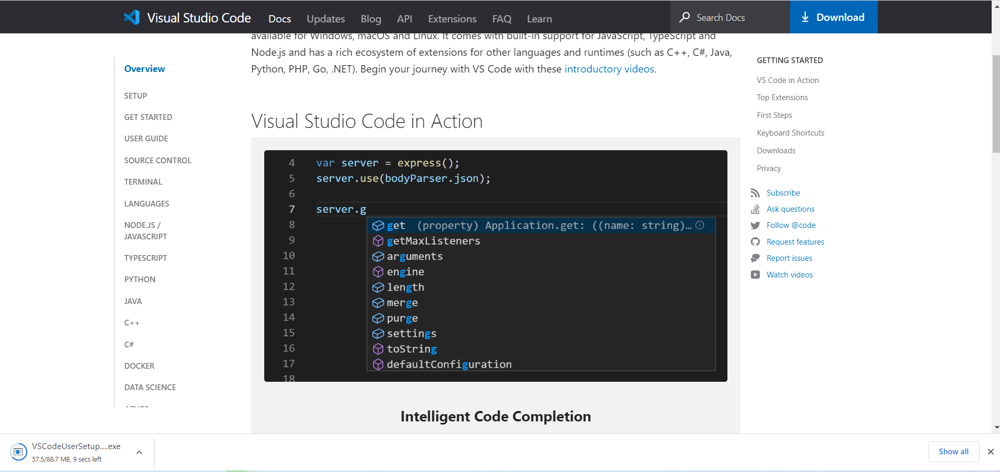 Visual Studio Code
Docs
Updates
Blog
API
Extensions
FAQ
Learn
Search Docs
Download
Overview
SETUP
GET STARTED
USER GUIDE
SOURCE CONTROL
TERMINAL
LANGUAGES
NODE.JS /
JAVASCRIPT
TYPESCRIPT
PYTHON
JAVA
C++
C#
DOCKER
DATA SCIENCE
AZURE
available for Windows, macOS and Linux. It comes with built-in support for JavaScript, TypeScript and
Node.js and has a rich ecosystem of extensions for other languages and runtimes (such as C++, C#, Java,
Python, PHP, Go, .NET). Begin your journey with VS Code with these introductory videos.
Visual Studio Code in Action
4 var server = express();
5 server.use(bodyParser.json);
6
7 server.g
8 get (property) Application.get: ((name: string)...
9 getMaxListeners
10 arguments
11 engine
12 length
13 merge
14 purge
15 settings
16 toString
17 defaultConfiguration
18
Intelligent Code Completion
GETTING STARTED
VS Code in Action
Top Extensions
First Steps
Keyboard Shortcuts
Downloads
Privacy
Subscribe
Ask questions
Follow @code
Request features
Report issues
Watch videos
VSCodeUserSetup....exe
57.5/88.7 MB, 9 secs left
Show all